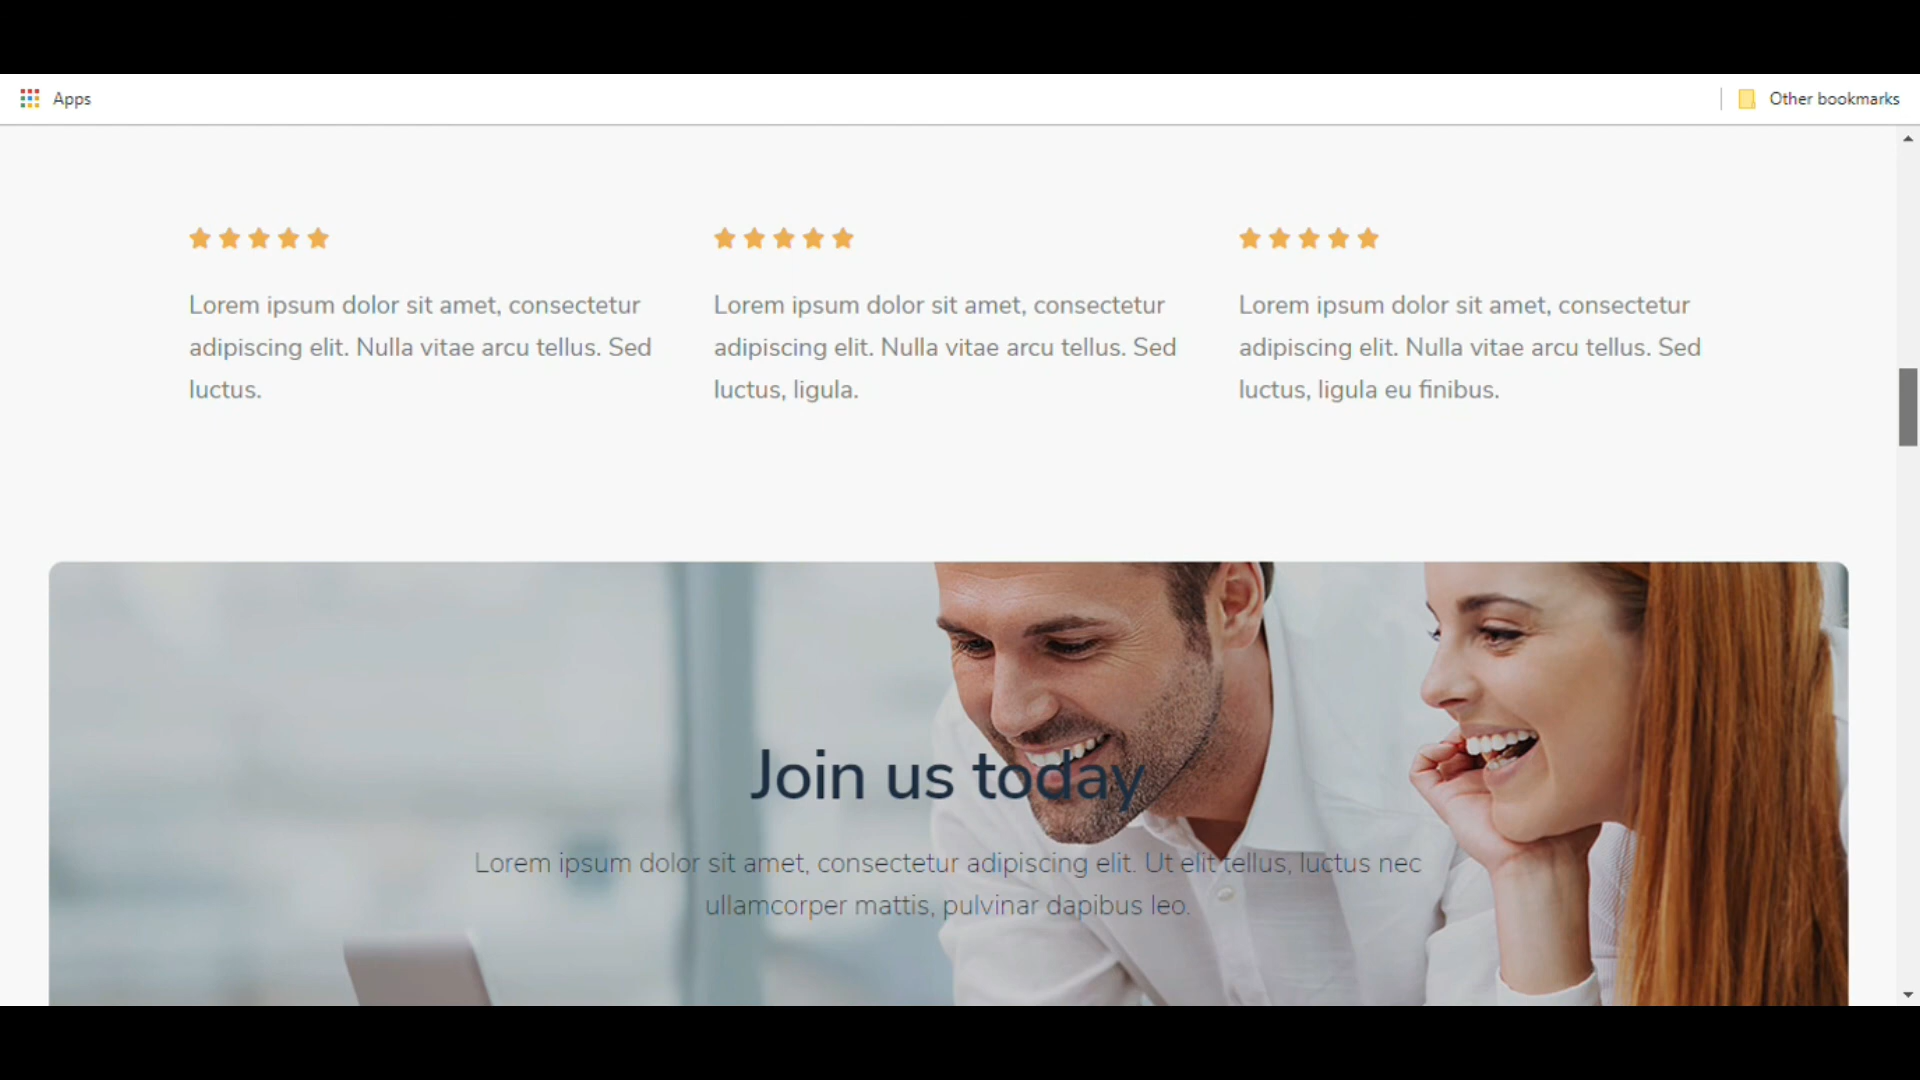 Apps
Other bookmarks
Lorem ipsum dolor sit amet, consectetur
adipiscing elit. Nulla vitae arcu tellus. Sed
luctus.
Lorem ipsum dolor sit amet, consectetur
adipiscing elit. Nulla vitae arcu tellus. Sed
luctus, ligula.
Lorem ipsum dolor sit amet, consectetur
adipiscing elit. Nulla vitae arcu tellus. Sed
luctus, ligula eu finibus.
Join us today
Lorem ipsum dolor sit amet, consectetur adipiscing elit. Ut elit tellus, luctus nec
ullamcorper mattis, pulvinar dapibus leo.